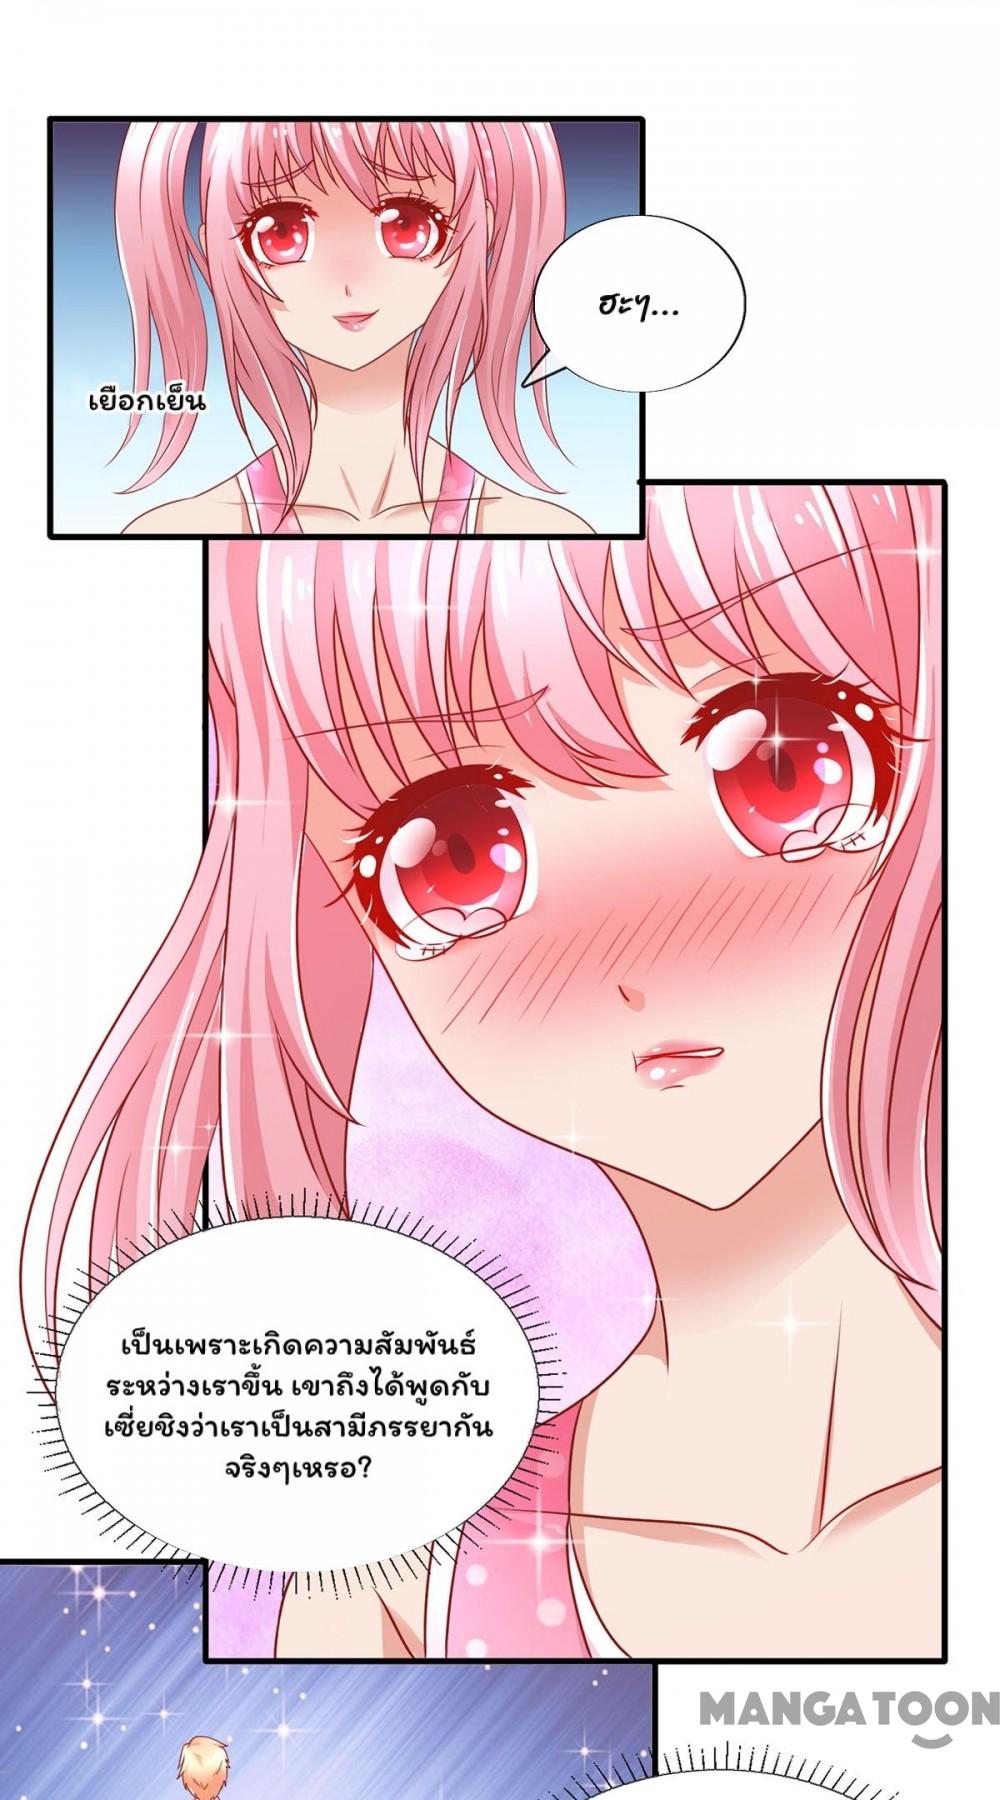 ฮะๆ...
เยือกเย็น
เป็นเพราะเกิดความสัมพันธ์
ระหว่างเราขึ้น เขาถึงได้พูดกับ
เซี่ยชิงว่าเราเป็นสามีภรรยากัน
จริงๆเหรอ?
MANGATOON